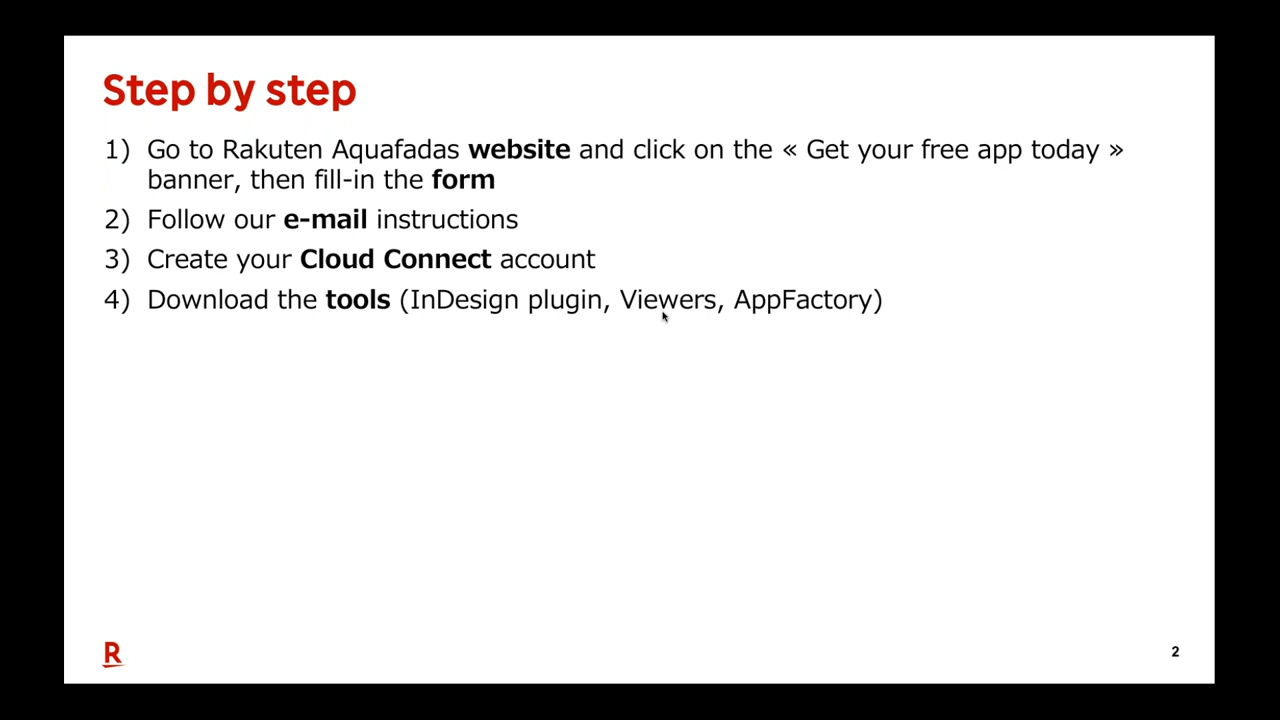 Step by step
1) Go to Rakuten Aquafadas website and click on the « Get your free app today »
banner, then fill-in the form
2) Follow our e-mail instructions
3) Create your Cloud Connect account
4) Download the tools (InDesign plugin, Viewers, AppFactory)
R
2